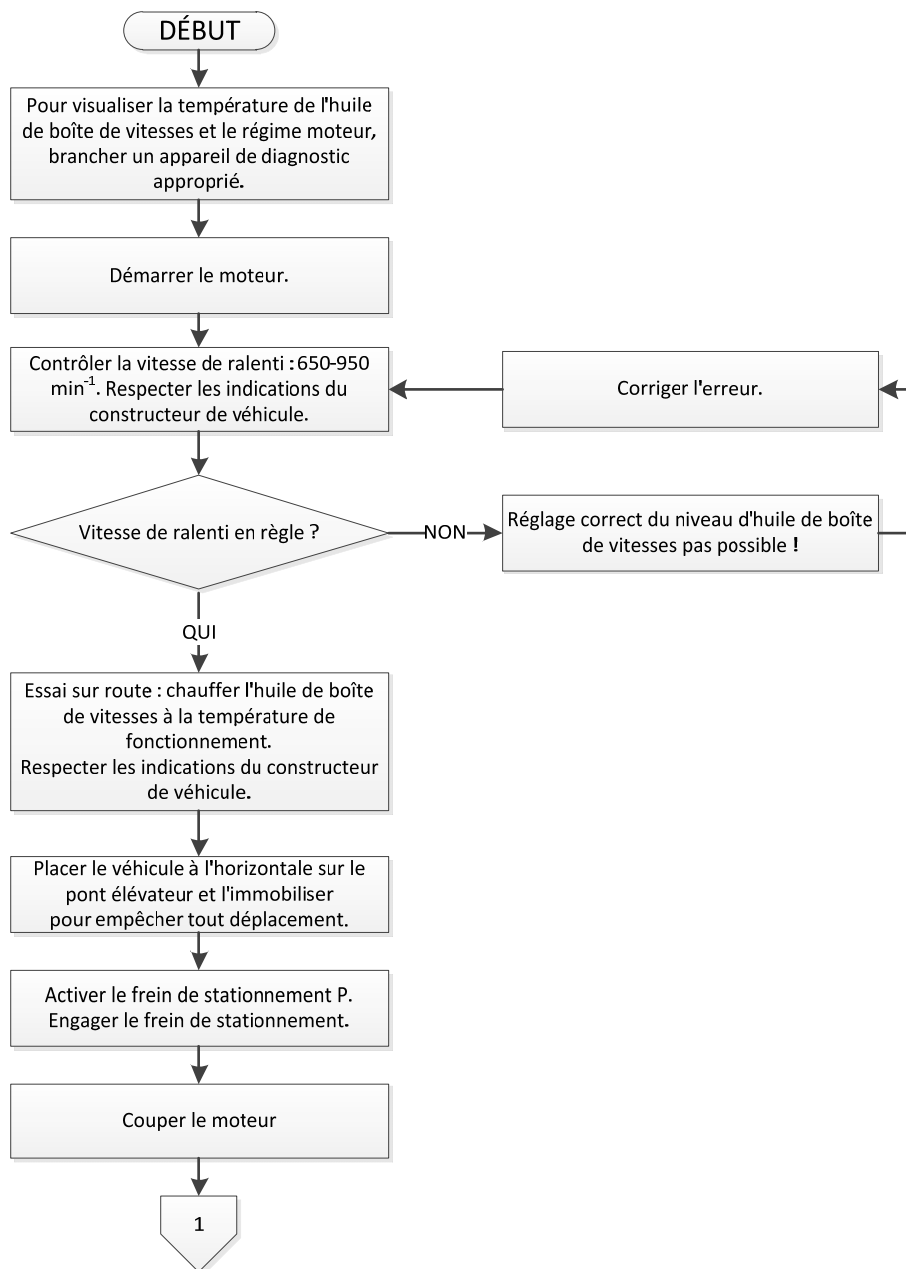 DÉBUT
Pour visualiser la température de l'huile
de boîte de vitesses et le régime moteur,
brancher un appareil de diagnostic
approprié.
Démarrer le moteur.
Contrôler la vitesse de ralenti : 650-950
min⁻¹. Respecter les indications du
constructeur de véhicule.
Corriger l'erreur.
Vitesse de ralenti en règle ?
NON
Réglage correct du niveau d'huile de boîte
de vitesses pas possible !
QUI
Essai sur route : chauffer l'huile de boîte
de vitesses à la température de
fonctionnement.
Respecter les indications du constructeur
de véhicule.
Placer le véhicule à l'horizontale sur le
pont élévateur et l'immobiliser
pour empêcher tout déplacement.
Activer le frein de stationnement P.
Engager le frein de stationnement.
Couper le moteur
1